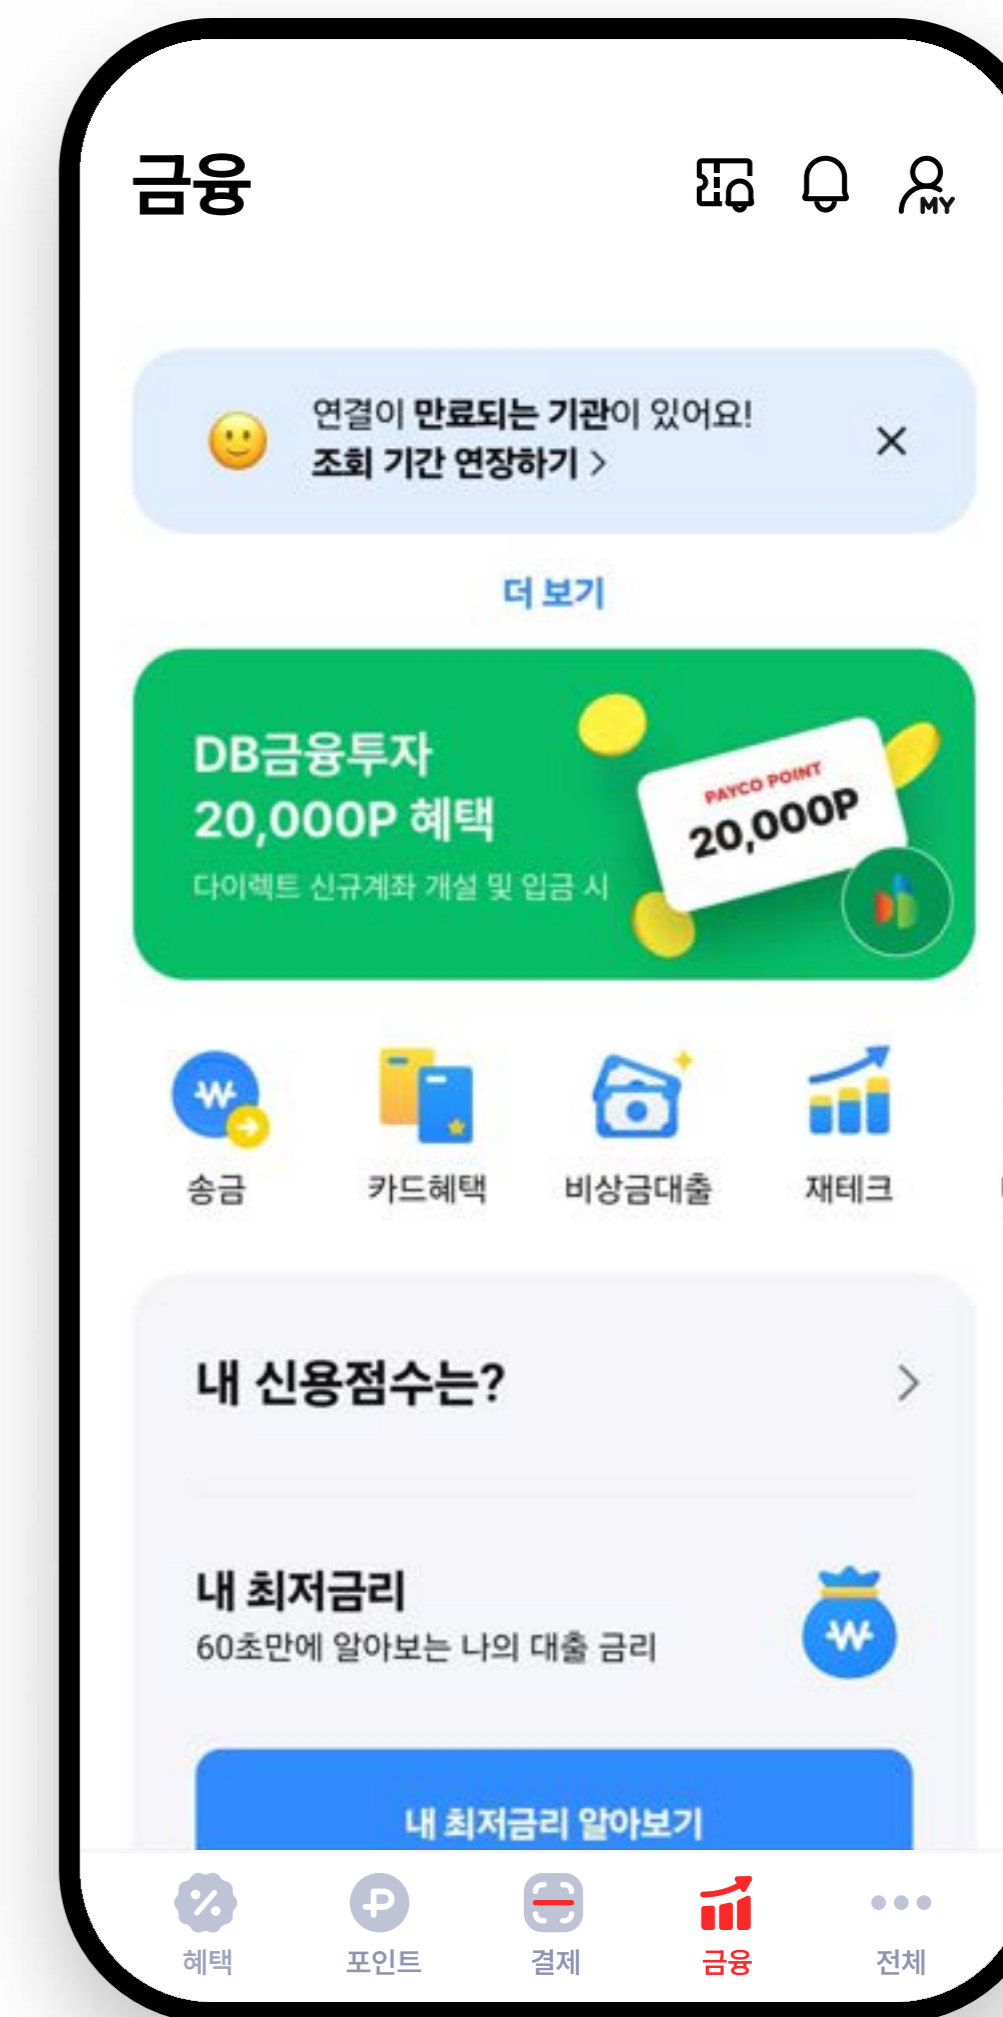 금융
MY
연결이 만료되는 기관이 있어요!
조회 기간 연장하기 >
더 보기
DB금융투자
20,000P 혜택
다이렉트 신규계좌 개설 및 입금 시
PAYCO POINT
20,000P
송금
카드혜택
비상금대출
재테크
내 신용점수는?
내 최저금리
60초만에 알아보는 나의 대출 금리
내 최저금리 알아보기
혜택
포인트
결제
금융
전체